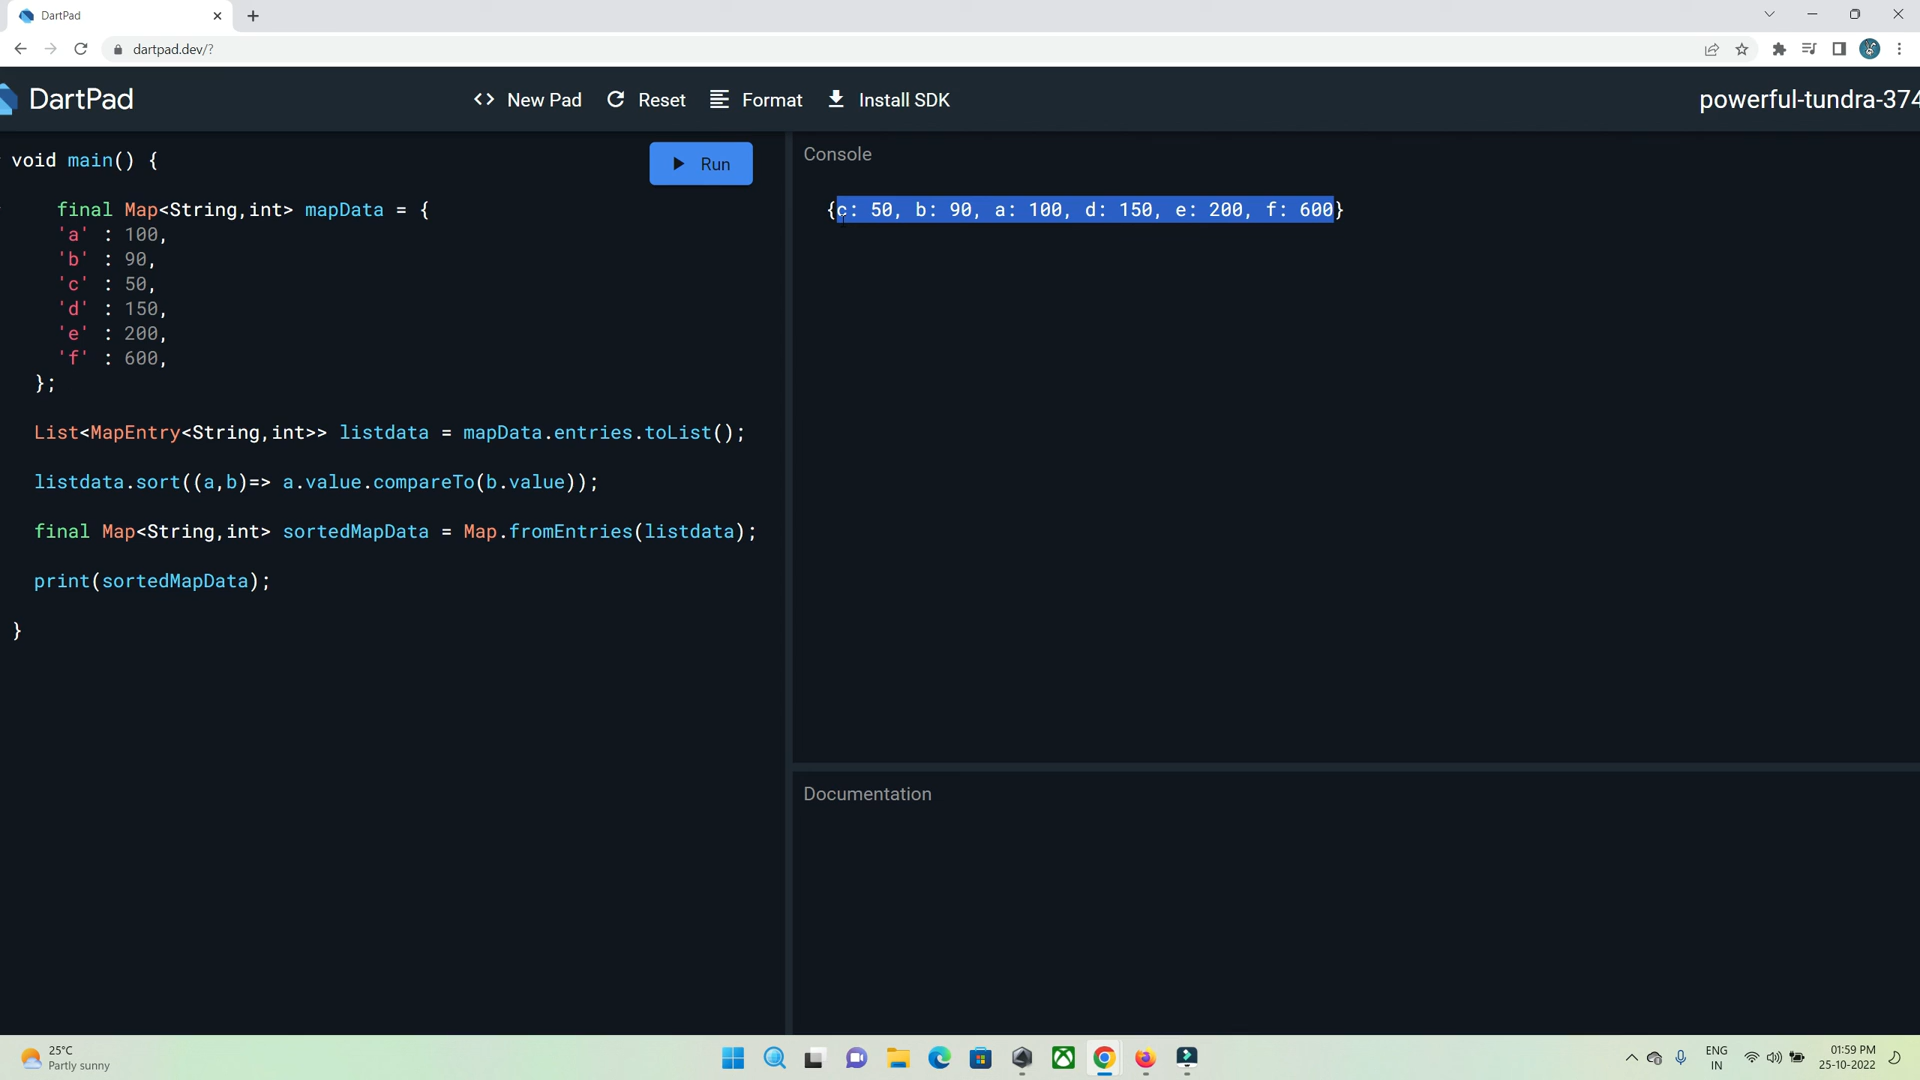 DartPad
dartpad.dev/?
DartPad
New Pad
Reset
Format
Install SDK
powerful-tundra-374
void main() {
Run
final Map<String,int> mapData = {
'a' : 100,
'b' : 90,
'c' : 50,
'd' : 150,
'e' : 200,
'f' : 600,
};
List<MapEntry<String,int>> listdata = mapData.entries.toList();
listdata.sort((a,b)=> a.value.compareTo(b.value));
final Map<String,int> sortedMapData = Map.fromEntries(listdata);
print(sortedMapData);
}
Console
{c: 50, b: 90, a: 100, d: 150, e: 200, f: 600}
Documentation
25°C
Partly sunny
ENG
IN
01:59 PM
25-10-2022